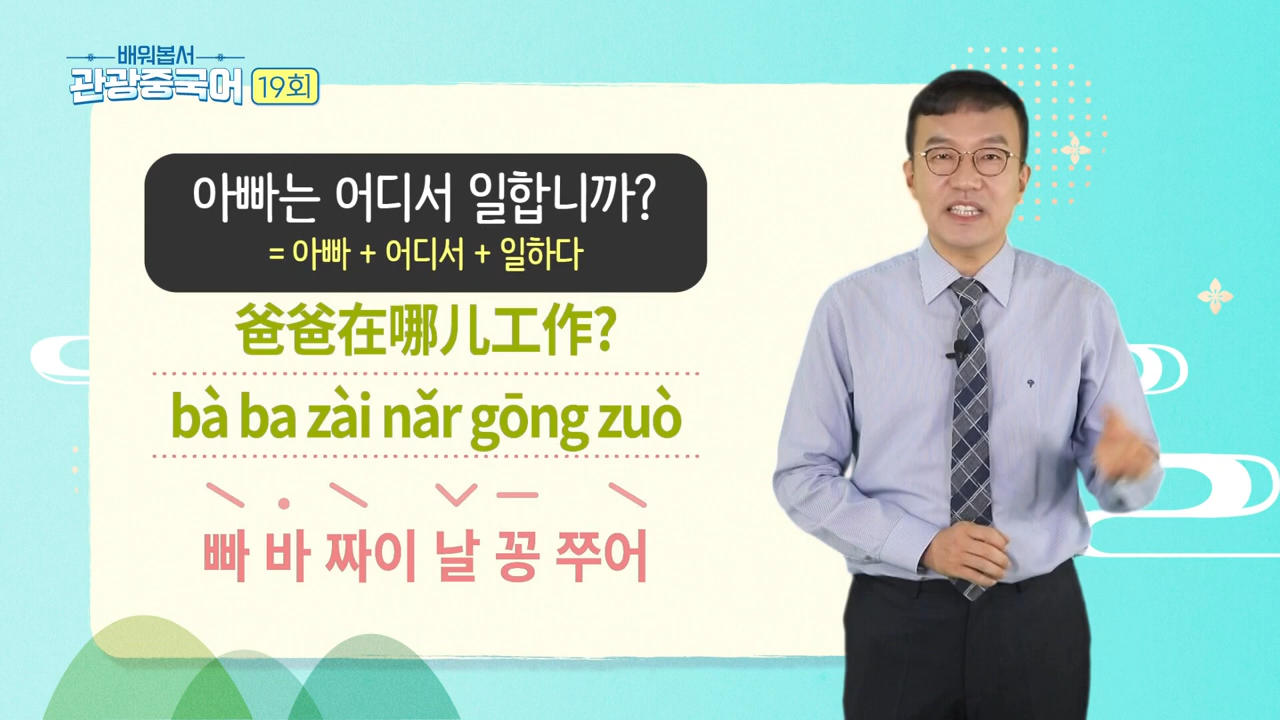 배워봅서
관광중국어 19회
아빠는 어디서 일합니까?
= 아빠 + 어디서 + 일하다
爸爸在哪儿工作?
bà ba zài nǎr gōng zuò
빠 바 짜이 날 꽁 쭈어